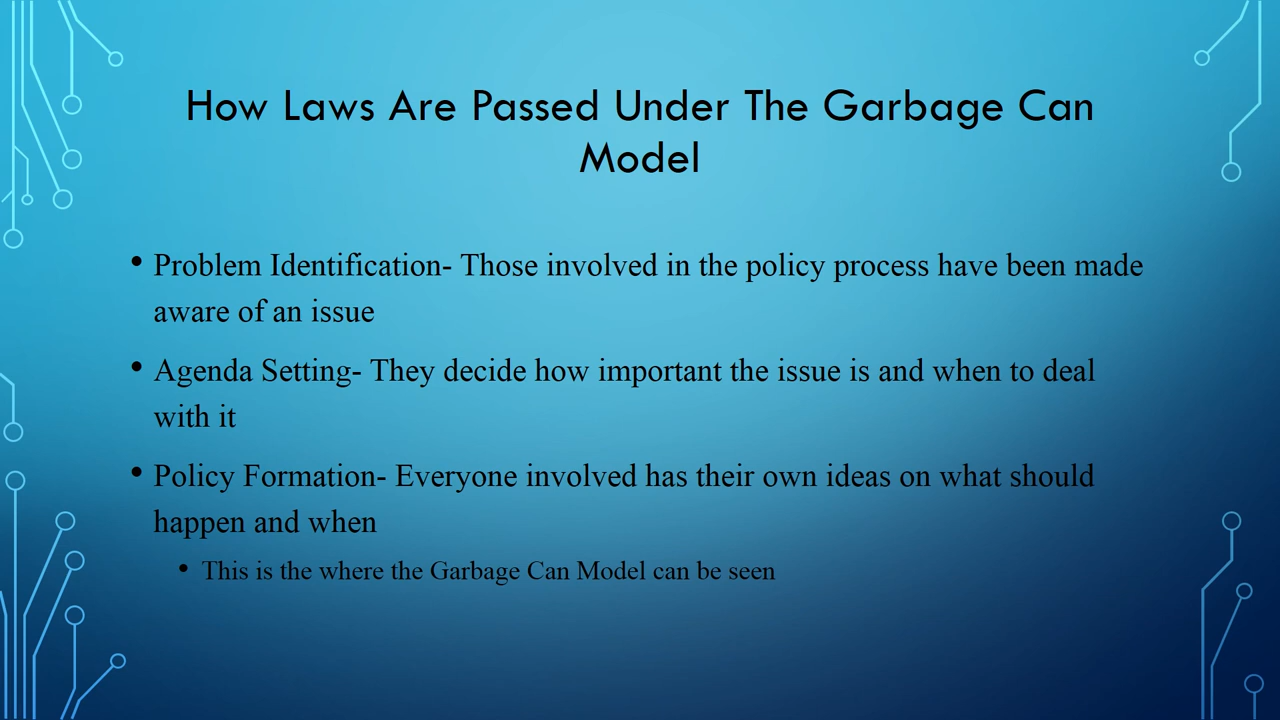 How Laws Are Passed Under The Garbage Can
Model
• Problem Identification- Those involved in the policy process have been made
aware of an issue
• Agenda Setting- They decide how important the issue is and when to deal
with it
• Policy Formation- Everyone involved has their own ideas on what should
happen and when
• This is the where the Garbage Can Model can be seen